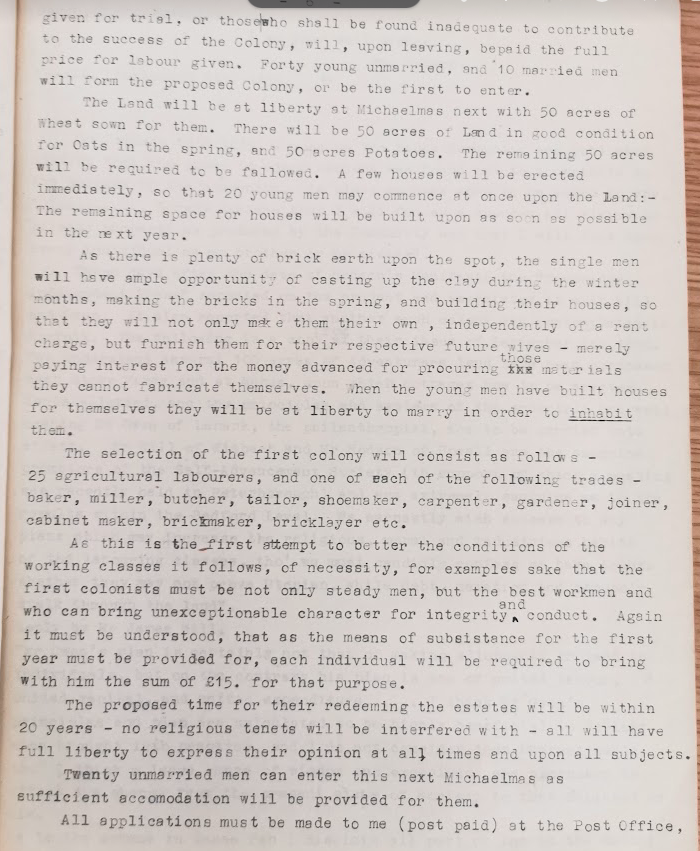 - 6 -
given for trial, or those who shall be found inadequate to contribute
to the success of the Colony, will, upon leaving, bepaid the full
price for labour given. Forty young unmarried, and 10 married men
will form the proposed Colony, or be the first to enter.
The Land will be at liberty at Michaelmas next with 50 acres of
Wheat sown for them. There will be 50 acres of Land in good condition
for Oats in the spring, and 50 acres Potatoes. The remaining 50 acres
will be required to be fallowed. A few houses will be erected
immediately, so that 20 young men may commence at once upon the Land:-
The remaining space for houses will be built upon as soon as possible
in the next year.
As there is plenty of brick earth upon the spot, the single men
will have ample opportunity of casting up the clay during the winter
months, making the bricks in the spring, and building their houses, so
that they will not only make them their own , independently of a rent
charge, but furnish them for their respective future wives - merely
those
paying interest for the money advanced for procuring xxx materials
they cannot fabricate themselves. When the young men have built houses
for themselves they will be at liberty to marry in order to inhabit
them.
The selection of the first colony will consist as follows -
25 agricultural labourers, and one of each of the following trades -
baker, miller, butcher, tailor, shoemaker, carpenter, gardener, joiner,
cabinet maker, brickmaker, bricklayer etc.
As this is the first attempt to better the conditions of the
working classes it follows, of necessity, for examples sake that the
first colonists must be not only steady men, but the best workmen and
and
who can bring unexceptionable character for integrity ‸ conduct. Again
it must be understood, that as the means of subsistance for the first
year must be provided for, each individual will be required to bring
with him the sum of £15. for that purpose.
The proposed time for their redeeming the estates will be within
20 years - no religious tenets will be interfered with - all will have
full liberty to express their opinion at all times and upon all subjects.
Twenty unmarried men can enter this next Michaelmas as
sufficient accomodation will be provided for them.
All applications must be made to me (post paid) at the Post Office,